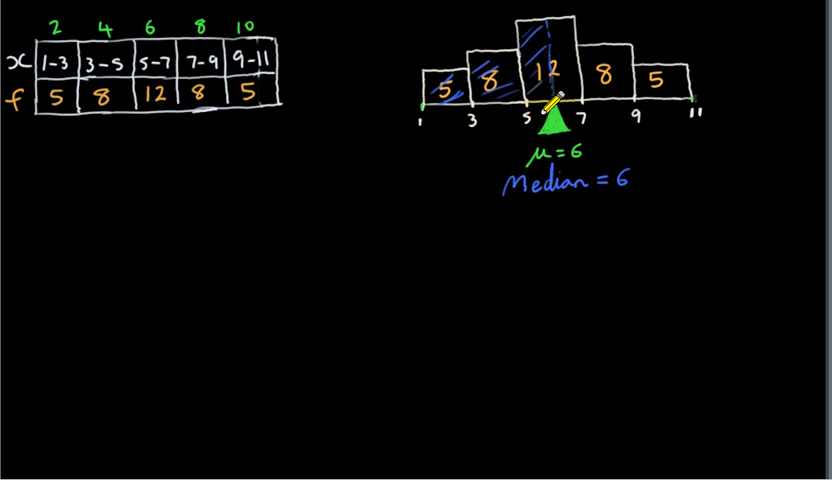 2 4 6 8 10
x 1-3 3-5 5-7 7-9 9-11
f 5 8 12 8 5
5 8 12 8 5
1 3 5 7 9 11
μ = 6
Median = 6